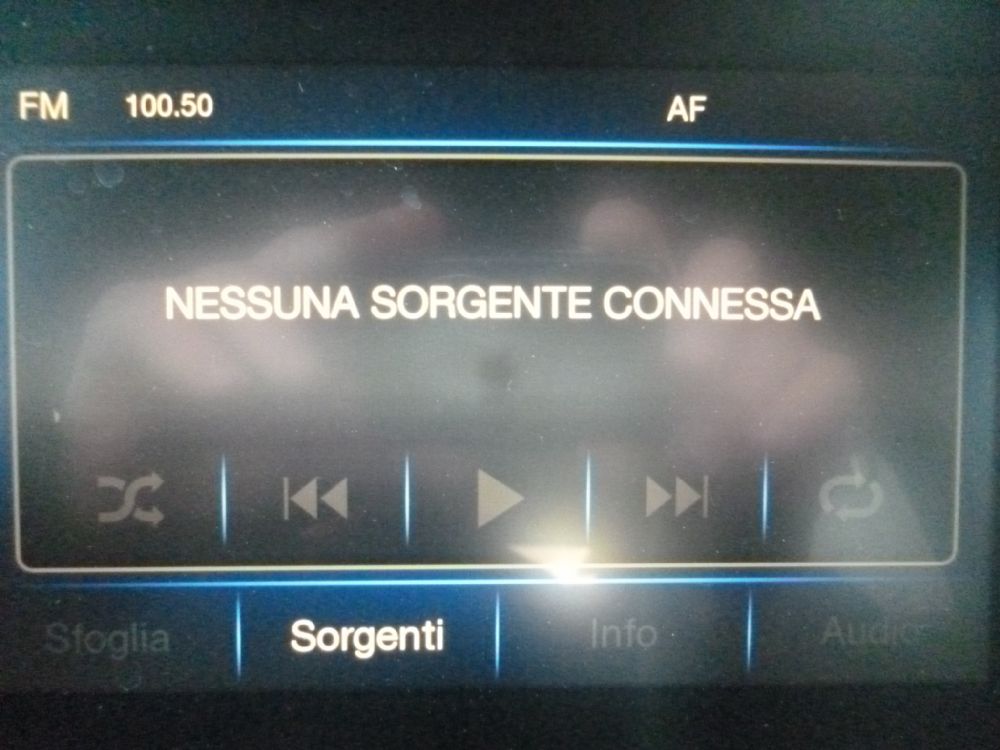 FM 100.50 AF
NESSUNA SORGENTE CONNESSA
Sfoglia Sorgenti Info Audio